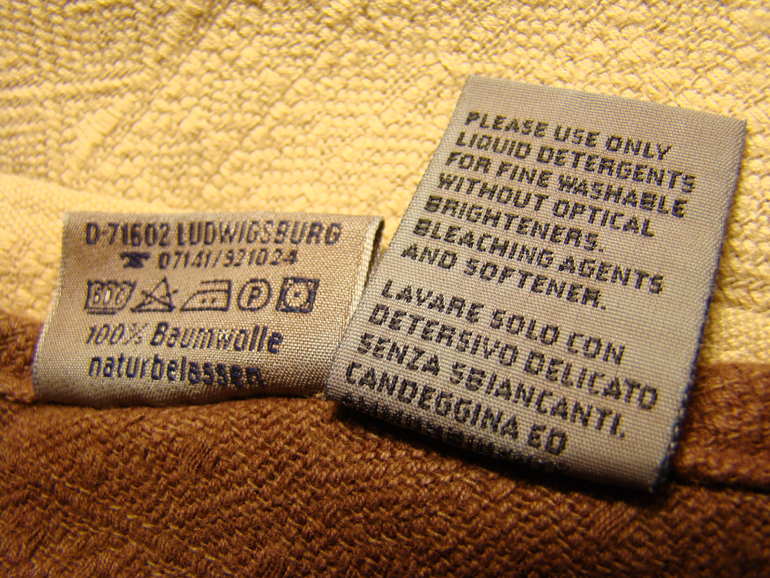 D-71602 LUDWIGSBURG
☎ 07141/921024
60°C P
100% Baumwolle
naturbelassen
PLEASE USE ONLY
LIQUID DETERGENTS
FOR FINE WASHABLE
WITHOUT OPTICAL
BRIGHTENERS,
BLEACHING AGENTS
AND SOFTENER.
LAVARE SOLO CON
DETERSIVO DELICATO
SENZA SBIANCANTI,
CANDEGGINA ED